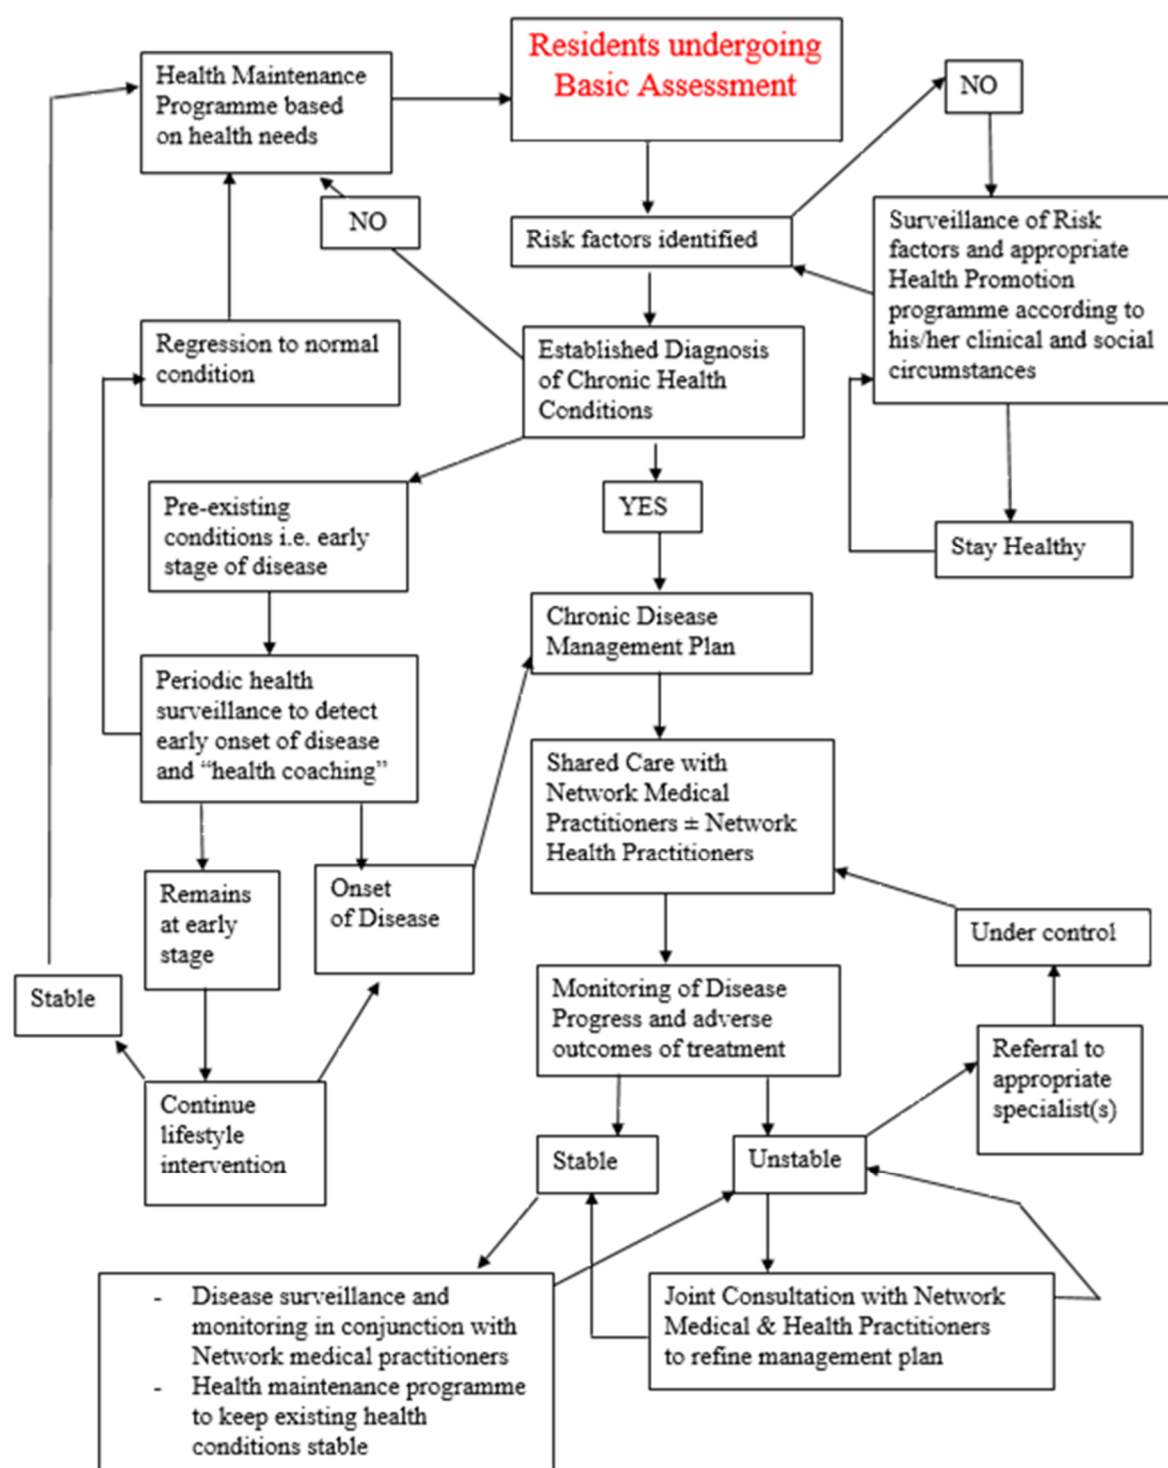 Residents undergoing
Basic Assessment
Health Maintenance
Programme based
on health needs
NO
NO
Risk factors identified
Surveillance of Risk
factors and appropriate
Health Promotion
programme according to
his/her clinical and social
circumstances
Regression to normal
condition
Established Diagnosis
of Chronic Health
Conditions
Pre-existing
conditions i.e. early
stage of disease
YES
Stay Healthy
Chronic Disease
Management Plan
Periodic health
surveillance to detect
early onset of disease
and “health coaching”
Shared Care with
Network Medical
Practitioners ± Network
Health Practitioners
Remains
at early
stage
Onset
of Disease
Under control
Stable
Monitoring of Disease
Progress and adverse
outcomes of treatment
Referral to
appropriate
specialist(s)
Continue
lifestyle
intervention
Stable
Unstable
- Disease surveillance and
monitoring in conjunction with
Network medical practitioners
- Health maintenance programme
to keep existing health
conditions stable
Joint Consultation with Network
Medical & Health Practitioners
to refine management plan